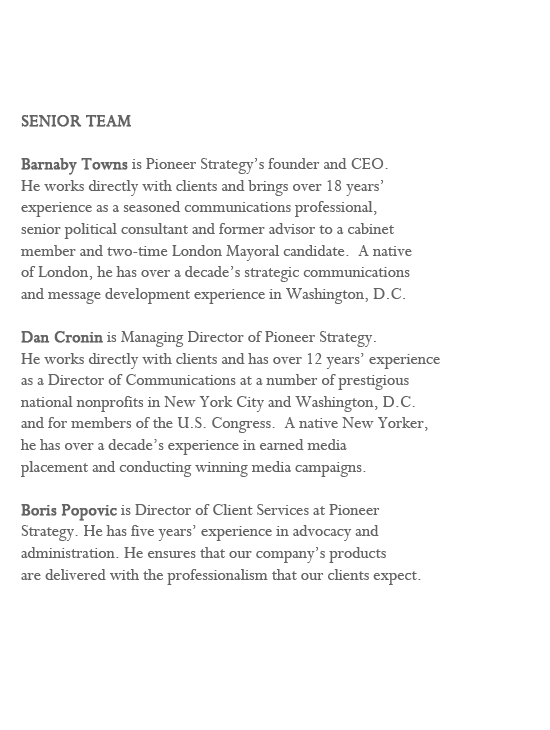 SENIOR TEAM
Barnaby Towns is Pioneer Strategy’s founder and CEO.
He works directly with clients and brings over 18 years’
experience as a seasoned communications professional,
senior political consultant and former advisor to a cabinet
member and two-time London Mayoral candidate.  A native
of London, he has over a decade’s strategic communications
and message development experience in Washington, D.C.
Dan Cronin is Managing Director of Pioneer Strategy.
He works directly with clients and has over 12 years’ experience
as a Director of Communications at a number of prestigious
national nonprofits in New York City and Washington, D.C.
and for members of the U.S. Congress.  A native New Yorker,
he has over a decade’s experience in earned media
placement and conducting winning media campaigns.
Boris Popovic is Director of Client Services at Pioneer
Strategy. He has five years’ experience in advocacy and
administration. He ensures that our company’s products
are delivered with the professionalism that our clients expect.